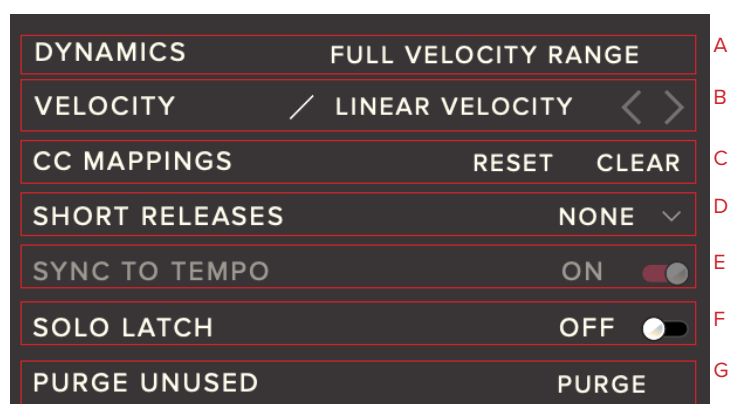 DYNAMICS FULL VELOCITY RANGE A
VELOCITY LINEAR VELOCITY B
CC MAPPINGS RESET CLEAR C
SHORT RELEASES NONE D
SYNC TO TEMPO ON E
SOLO LATCH OFF F
PURGE UNUSED PURGE G